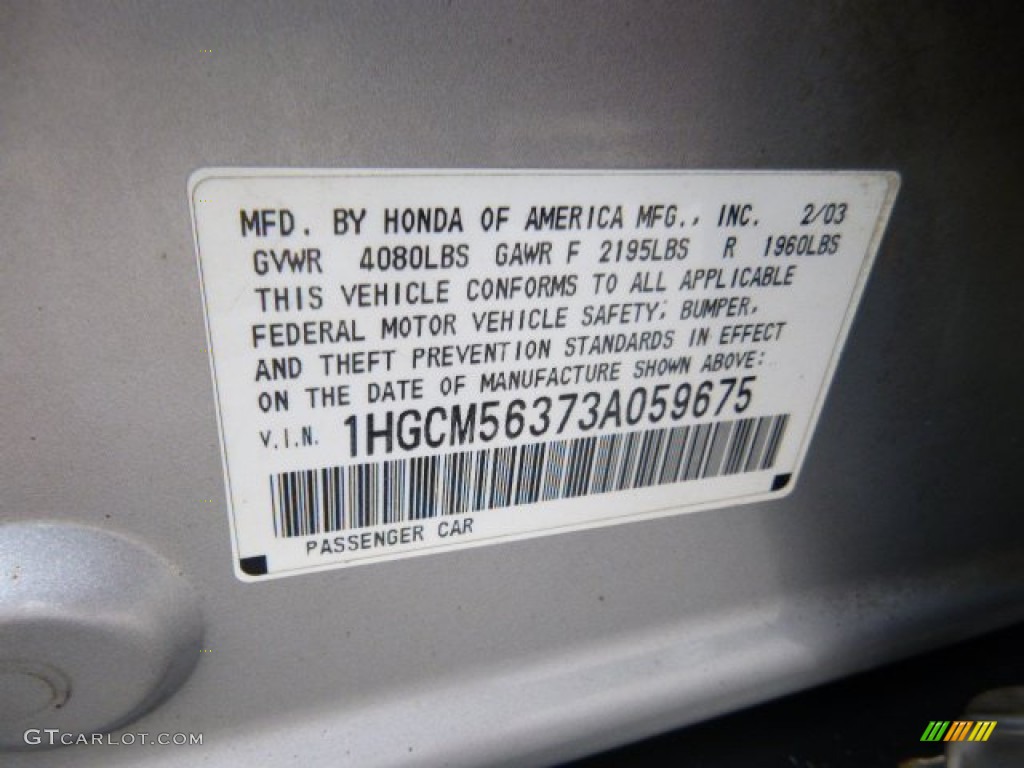 MFD. BY HONDA OF AMERICA MFG., INC. 2/03
GVWR 4080LBS GAWR F 2195LBS R 1960LBS
THIS VEHICLE CONFORMS TO ALL APPLICABLE
FEDERAL MOTOR VEHICLE SAFETY, BUMPER,
AND THEFT PREVENTION STANDARDS IN EFFECT
ON THE DATE OF MANUFACTURE SHOWN ABOVE:
V.I.N. 1HGCM56373A059675
PASSENGER CAR
GTCARLOT.COM